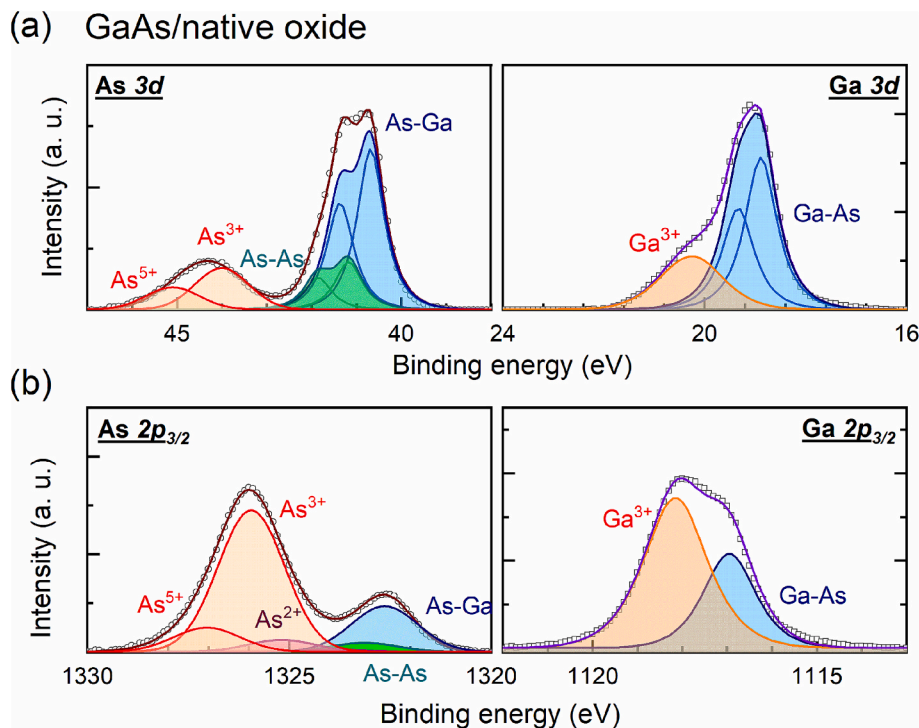 (a) GaAs/native oxide
As 3d
Ga 3d
As-Ga
As³⁺
As-As
As⁵⁺
Ga-As
Ga³⁺
Intensity (a. u.)
45 40 24 20 16
Binding energy (eV)
(b)
As 2p₃/₂
Ga 2p₃/₂
As³⁺
Ga³⁺
As⁵⁺
As²⁺
As-Ga
Ga-As
As-As
Intensity (a. u.)
1330 1325 1320 1120 1115
Binding energy (eV)